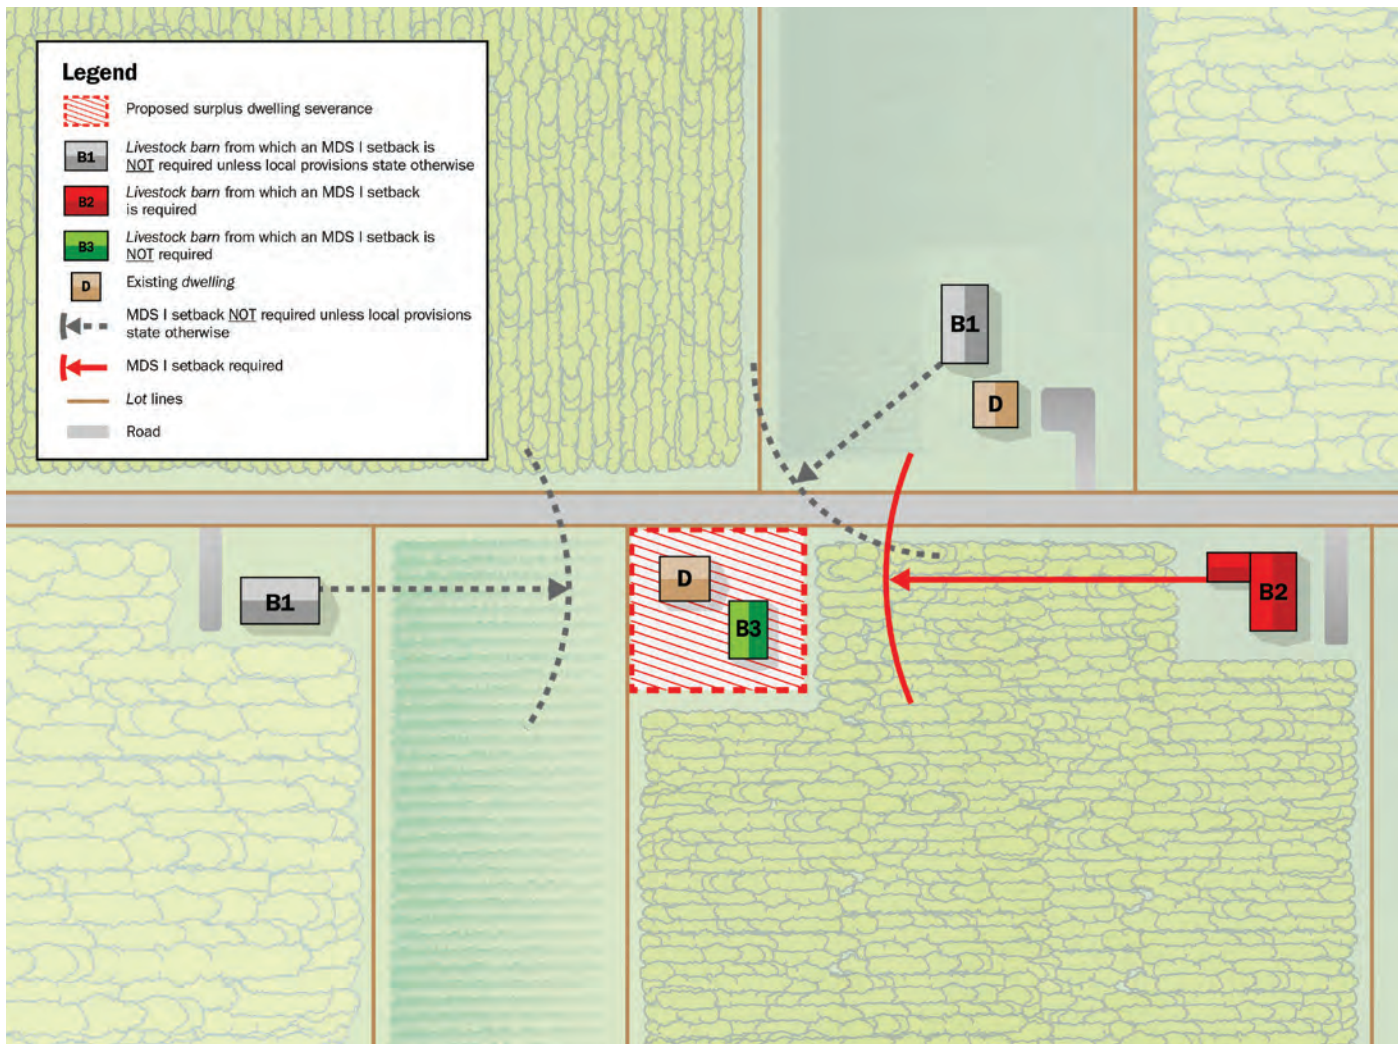 Legend
Proposed surplus dwelling severance
B1
Livestock barn from which an MDS I setback is
NOT required unless local provisions state otherwise
B2
Livestock barn from which an MDS I setback
is required
B3
Livestock barn from which an MDS I setback is
NOT required
D
Existing dwelling
MDS I setback NOT required unless local provisions
state otherwise
MDS I setback required
Lot lines
Road
B1
D
B1
D
B3
B2